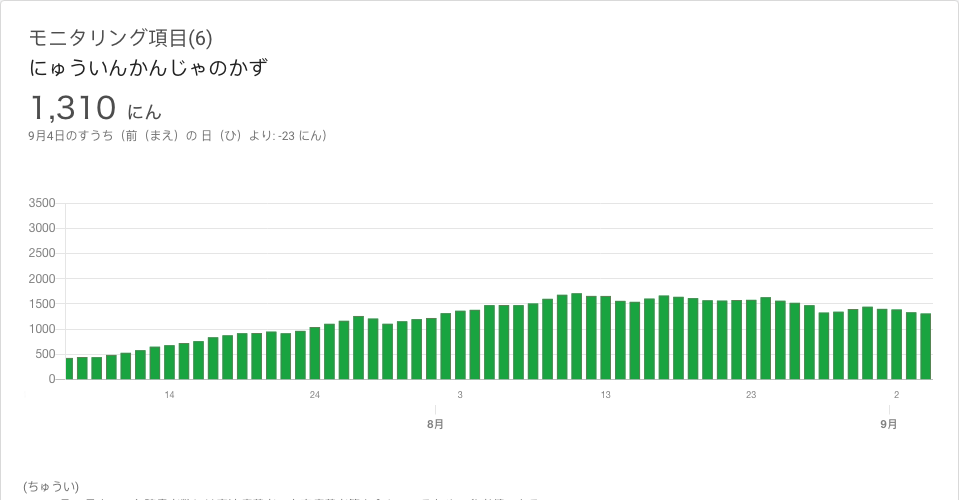 モニタリング項目(6)
にゅういんかんじゃのかず
1,310 にん
9月4日のすうち（前（まえ）の 日（ひ）より: -23 にん）
3500
3000
2500
2000
1500
1000
500
0
14 24 3 13 23 2
8月 9月
(ちゅうい)